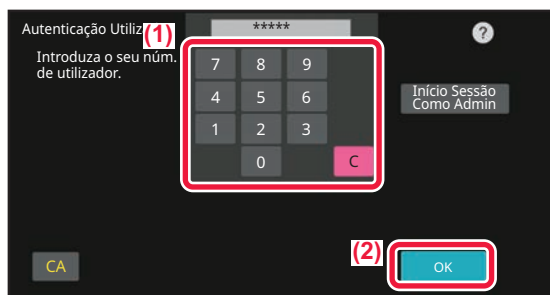 Autenticação Utiliz
(1)
*****
?
Introduza o seu núm.
de utilizador.
7 8 9
4 5 6
1 2 3
0 C
Início Sessão
Como Admin
(2)
CA
OK